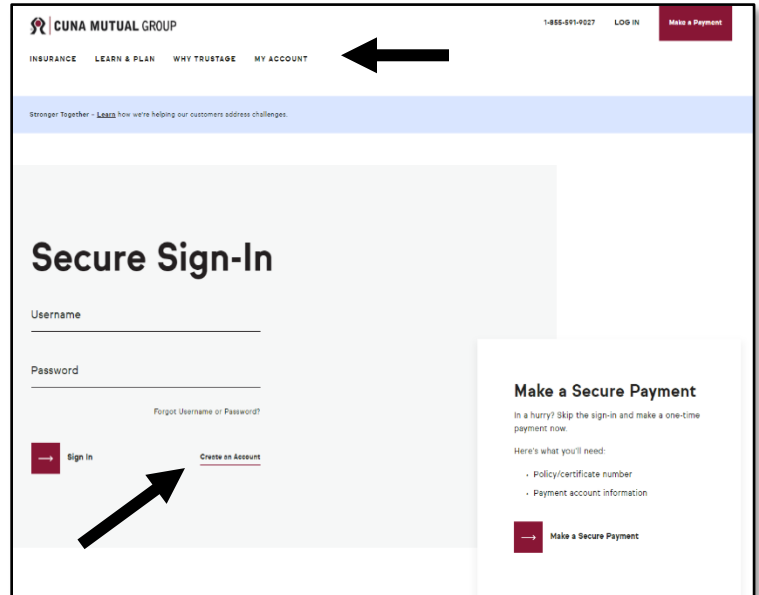 CUNA MUTUAL GROUP
1-855-591-9027 LOG IN Make a Payment
INSURANCE LEARN & PLAN WHY TRUSTAGE MY ACCOUNT
Stronger Together – Learn how we're helping our customers address challenges.
Secure Sign-In
Username
Password
Forgot Username or Password?
Sign In Create an Account
Make a Secure Payment
In a hurry? Skip the sign-in and make a one-time
payment now.
Here's what you'll need:
• Policy/certificate number
• Payment account information
Make a Secure Payment